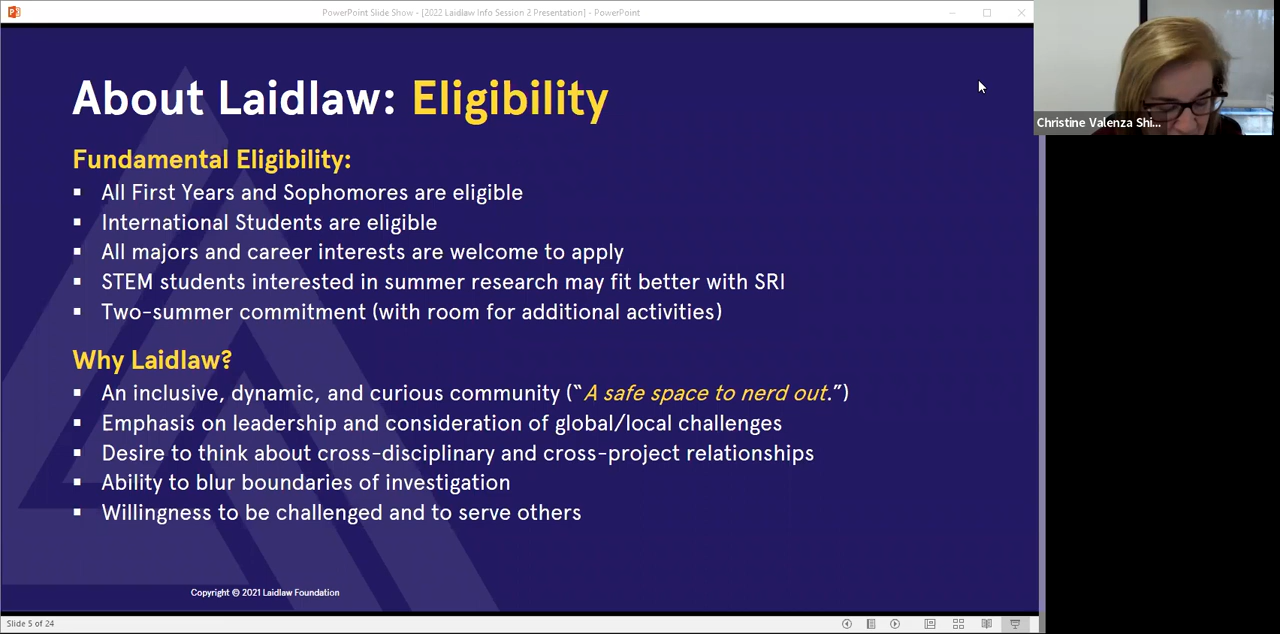 PowerPoint Slide Show - [2022 Laidlaw Info Session 2 Presentation] - PowerPoint
About Laidlaw: Eligibility
Christine Valenza Shi...
Fundamental Eligibility:
▪ All First Years and Sophomores are eligible
▪ International Students are eligible
▪ All majors and career interests are welcome to apply
▪ STEM students interested in summer research may fit better with SRI
▪ Two-summer commitment (with room for additional activities)
Why Laidlaw?
▪ An inclusive, dynamic, and curious community (“A safe space to nerd out.”)
▪ Emphasis on leadership and consideration of global/local challenges
▪ Desire to think about cross-disciplinary and cross-project relationships
▪ Ability to blur boundaries of investigation
▪ Willingness to be challenged and to serve others
Copyright © 2021 Laidlaw Foundation
Slide 5 of 24